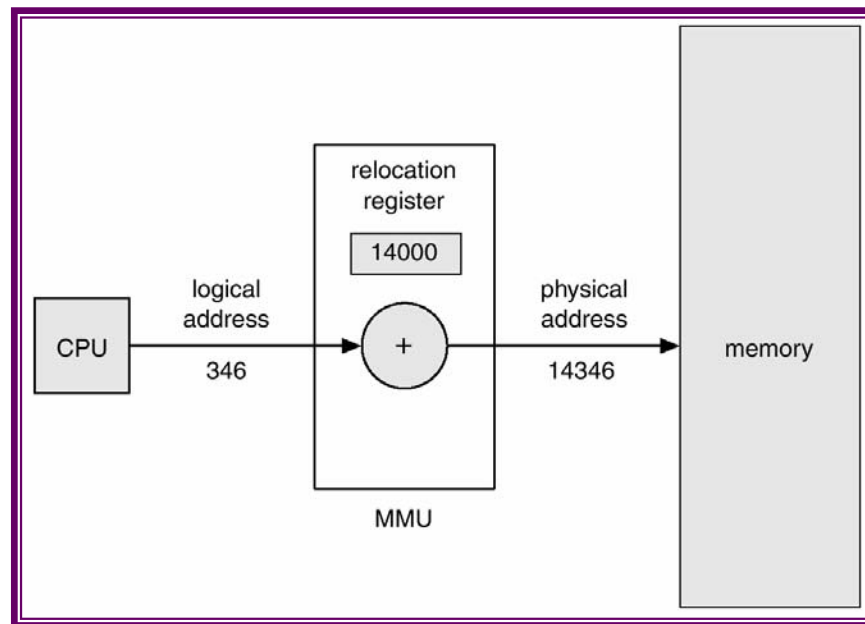 relocation
register
14000
logical
address
physical
address
CPU
+
memory
346
14346
MMU